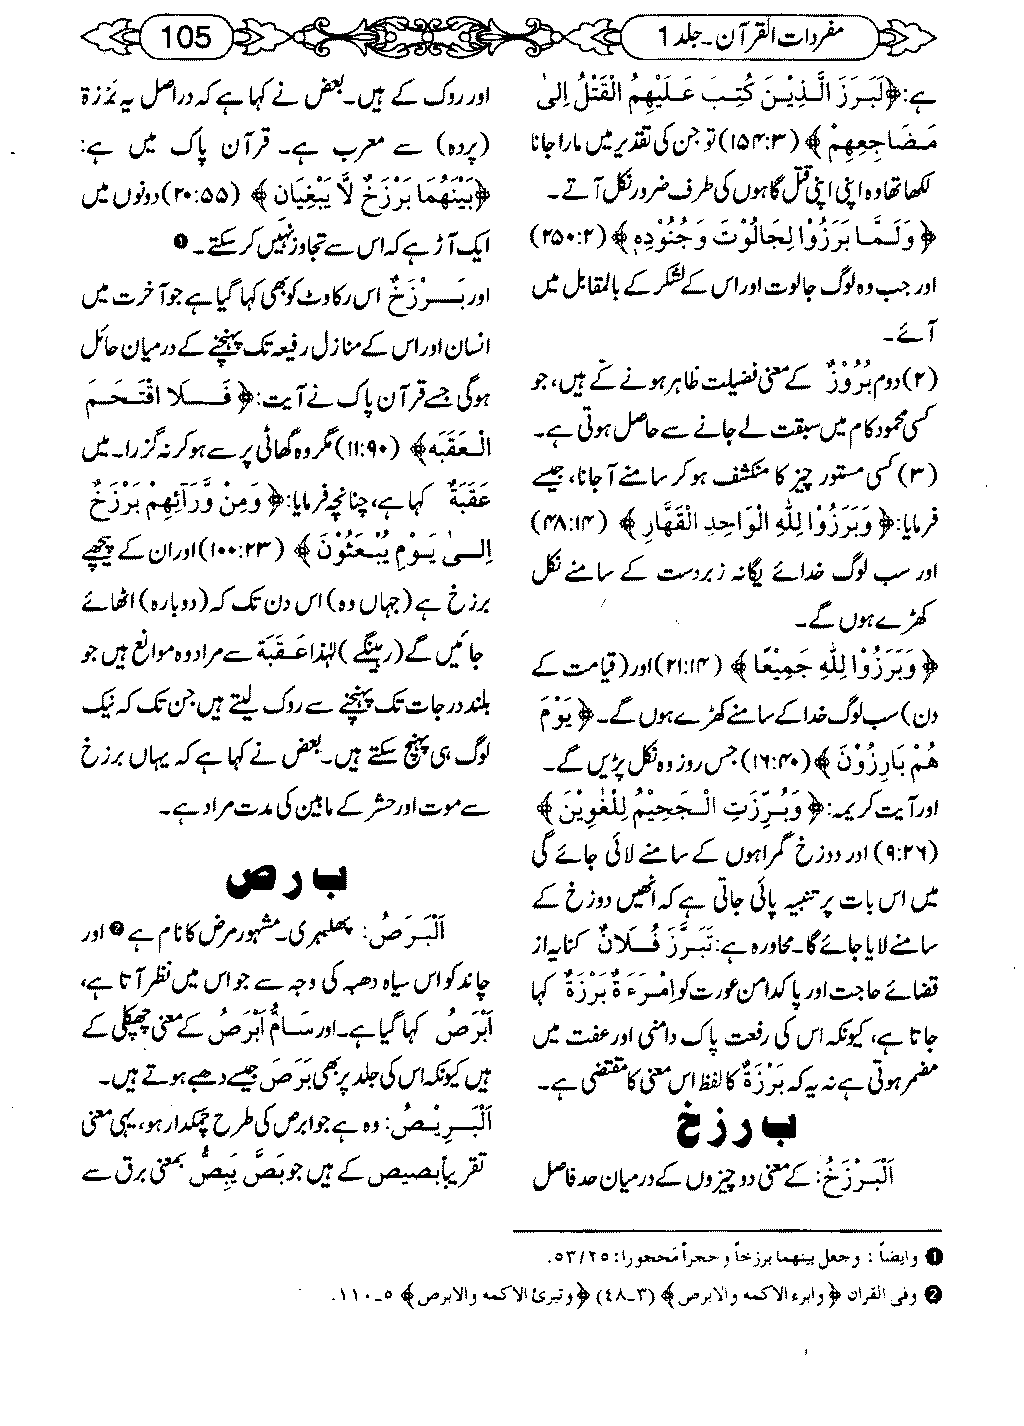 مفردات القرآن۔ جلد 1
105
ہے:﴿لَبَرَزَ الَّذِیْنَ کُتِبَ عَلَیْھِمُ الْقَتْلُ اِلیٰ
مَضَاجِعِھِمْ﴾ (۳:۱۵۴) تو جن کی تقدیر میں مارا جانا
لکھا تھا وہ اپنی اپنی قتل گاہوں کی طرف ضرور نکل آتے۔
﴿وَلَمَّا بَرَزُوْا لِجَالُوْتَ وَجُنُوْدِہٖ﴾ (۲:۲۵۰)
اور جب وہ لوگ جالوت اور اس کے لشکر کے بالمقابل میں
آئے۔
(۲) دوم بُرُوْزٌ کے معنی فضیلت ظاہر ہونے کے ہیں، جو
کسی محمود کام میں سبقت لے جانے سے حاصل ہوتی ہے۔
(۳) کسی مستور چیز کا منکشف ہو کر سامنے آ جانا، جیسے
فرمایا:﴿وَبَرَزُوْا لِلّٰہِ الْوَاحِدِ الْقَھَّارِ﴾ (۱۴:۴۸)
اور سب لوگ خدائے یگانہ زبردست کے سامنے نکل
کھڑے ہوں گے۔
﴿وَبَرَزُوْا لِلّٰہِ جَمِیْعًا﴾ (۱۴:۲۱) اور (قیامت کے
دن) سب لوگ خدا کے سامنے کھڑے ہوں گے۔﴿یَوْمَ
ھُمْ بَارِزُوْنَ﴾ (۴۰:۱۶) جس روز وہ نکل پڑیں گے۔
اور آیت کریمہ:﴿وَبُرِّزَتِ الْجَحِیْمُ لِلْغٰوِیْنَ﴾
(۲۶:۹) اور دوزخ گمراہوں کے سامنے لائی جائے گی
میں اس بات پر تنبیہ پائی جاتی ہے کہ انھیں دوزخ کے
سامنے لایا جائے گا۔ محاورہ ہے: تَبَرَّزَ فُلَانٌ کنایہ از
قضائے حاجت اور پاکدامن عورت کو اِمْرَءَۃٌ بَرْزَۃٌ کہا
جاتا ہے، کیونکہ اس کی رفعت پاک دامنی اور عفت میں
مضمر ہوتی ہے نہ یہ کہ بَرْزَۃٌ کا لفظ اس معنی کا مقتضی ہے۔
ب ر ز خ
اَلْبَرْزَخُ: کے معنی دو چیزوں کے درمیان حد فاصل
اور روک کے ہیں۔ بعض نے کہا ہے کہ دراصل یہ بَرْزَۃ
(پردہ) سے معرب ہے۔ قرآن پاک میں ہے:
﴿بَیْنَھُمَا بَرْزَخٌ لَّا یَبْغِیَانِ﴾ (۵۵:۲۰) دونوں میں
ایک آڑ ہے کہ اس سے تجاوز نہیں کر سکتے۔ ❶
اور بَرْزَخٌ اس رکاوٹ کو بھی کہا گیا ہے جو آخرت میں
انسان اور اس کے منازل رفیعہ تک پہنچنے کے درمیان حائل
ہوگی جسے قرآن پاک نے آیت:﴿فَلَا اقْتَحَمَ
الْعَقَبَہ﴾ (۹۰:۱۱) مگر وہ گھاٹی پر سے ہو کر نہ گزرا۔ میں
عَقَبَۃٌ کہا ہے، چنانچہ فرمایا:﴿وَمِنْ وَّرَآئِھِمْ بَرْزَخٌ
اِلیٰ یَوْمِ یُبْعَثُوْنَ﴾ (۲۳:۱۰۰) اور ان کے پیچھے
برزخ ہے (جہاں وہ) اس دن تک کہ (دوبارہ) اٹھائے
جائیں گے (رہینگے) لہٰذا عَقَبَۃ سے مراد وہ موانع ہیں جو
بلند درجات تک پہنچنے سے روک لیتے ہیں جن تک کہ نیک
لوگ ہی پہنچ سکتے ہیں۔ بعض نے کہا ہے کہ یہاں برزخ
سے موت اور حشر کے مابین کی مدت مراد ہے۔
ب ر ص
اَلْبَرَصُ: پھلبہری۔ مشہور مرض کا نام ہے ❷ اور
چاند کو اس سیاہ دھبہ کی وجہ سے جو اس میں نظر آتا ہے،
اَبْرَصُ کہا گیا ہے۔ اور سَامُّ اَبْرَصُ کے معنی چھپکلی کے
ہیں کیونکہ اس کی جلد پر بھی بَرَص جیسے دھبے ہوتے ہیں۔
اَلْبَرِیْصُ: وہ ہے جو ابرص کی طرح چمکدار ہو، یہی معنی
تقریباً بصیص کے ہیں جو بَصَّ یَبِصُّ بمعنی برق سے
❶ وایضاً: وجعل بینھما برزخاً و حجراً محجورا: ۵۳/۲۵.
❷ وفی القران ﴿وابرء الاکمه والابرص﴾ (۳۔۴۸) ﴿وتبرئ الاکمه والابرص﴾ ۵۔۱۱۰.